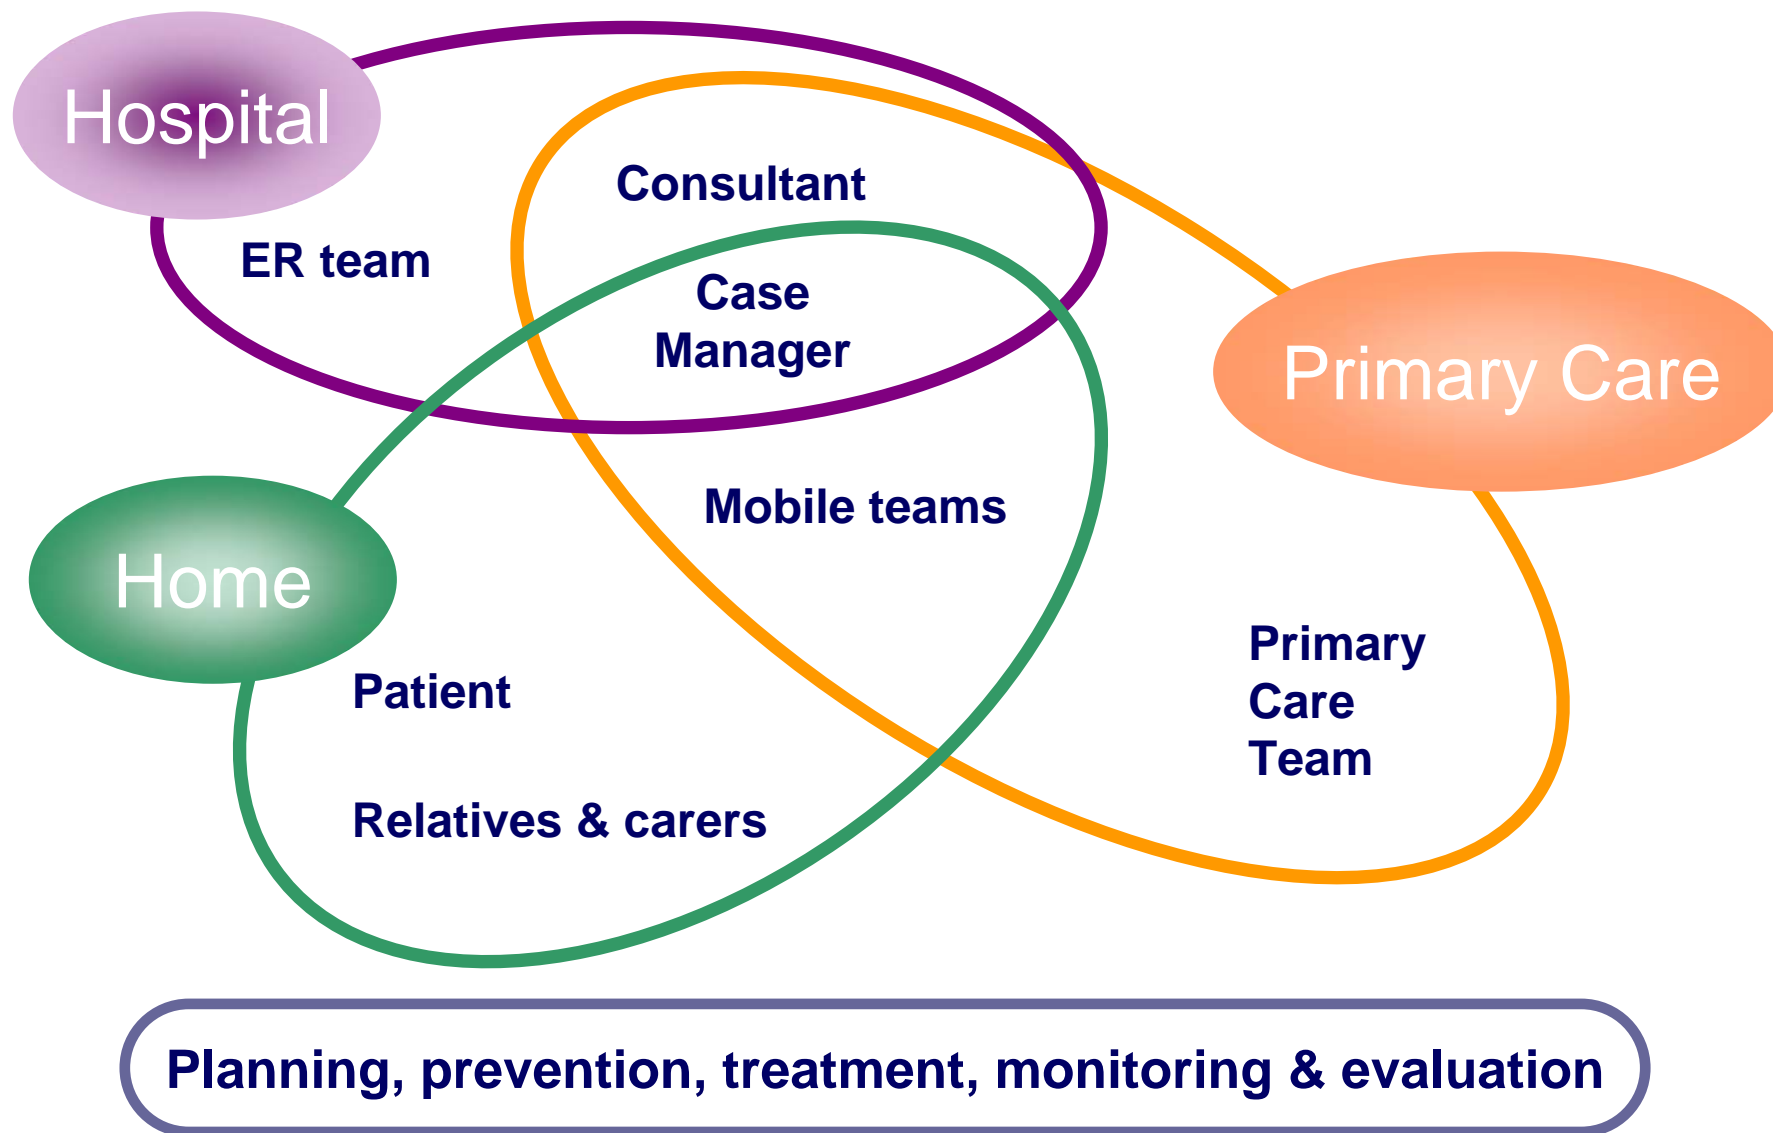 Hospital
Consultant
ER team
Case
Manager
Primary Care
Mobile teams
Home
Primary
Care
Team
Patient
Relatives & carers
Planning, prevention, treatment, monitoring & evaluation